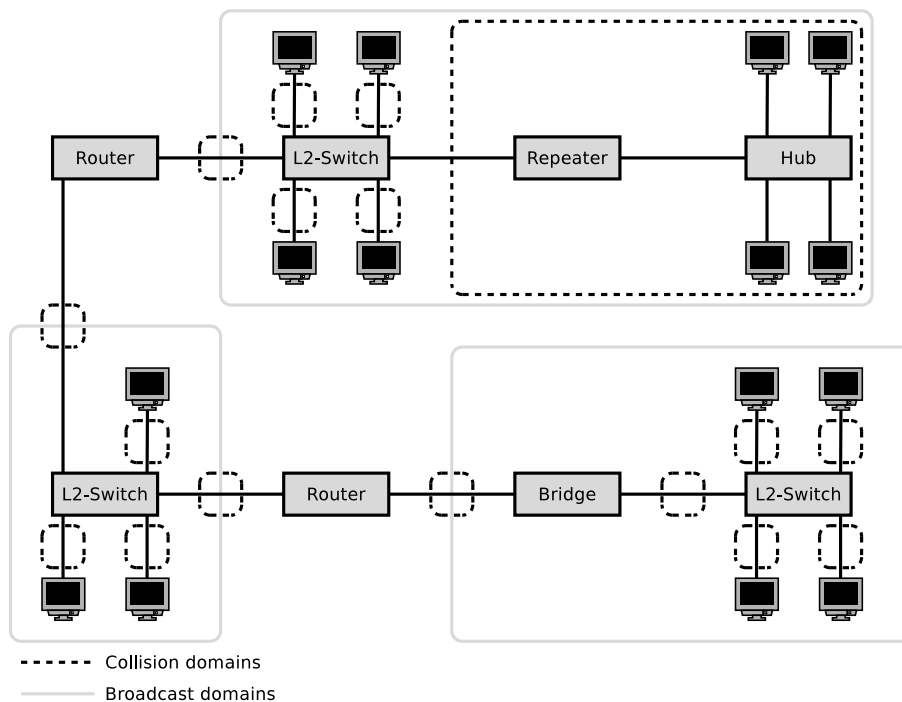 Router
L2-Switch
Repeater
Hub
L2-Switch
Router
Bridge
L2-Switch
Collision domains
Broadcast domains